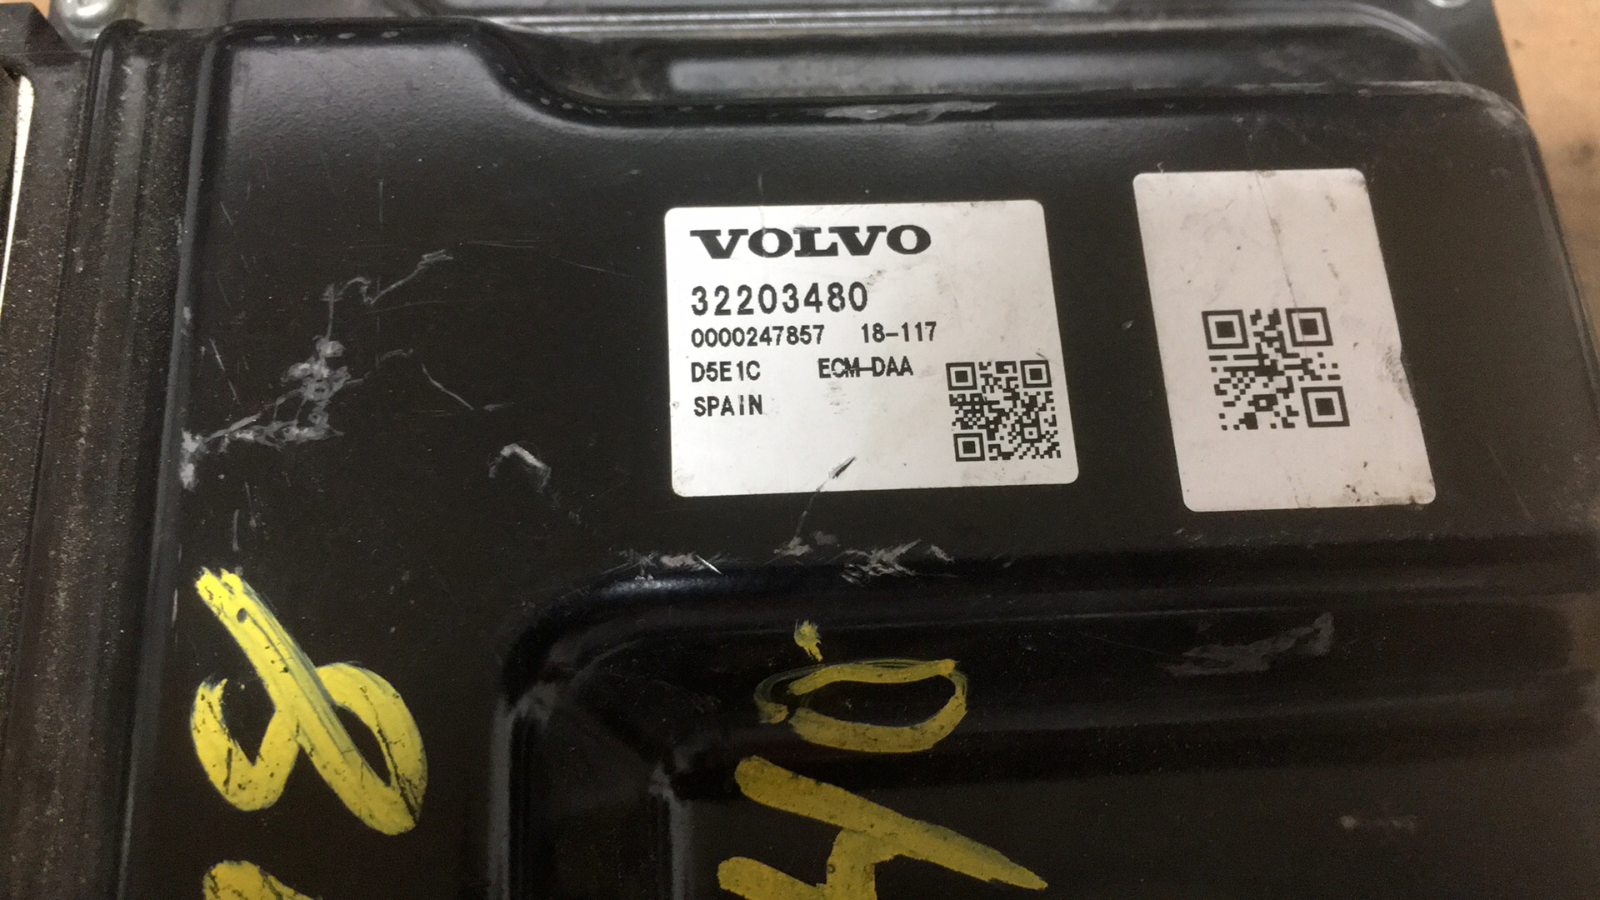 VOLVO
32203480
0000247857 18-117
D5E1C ECM-DAA
SPAIN